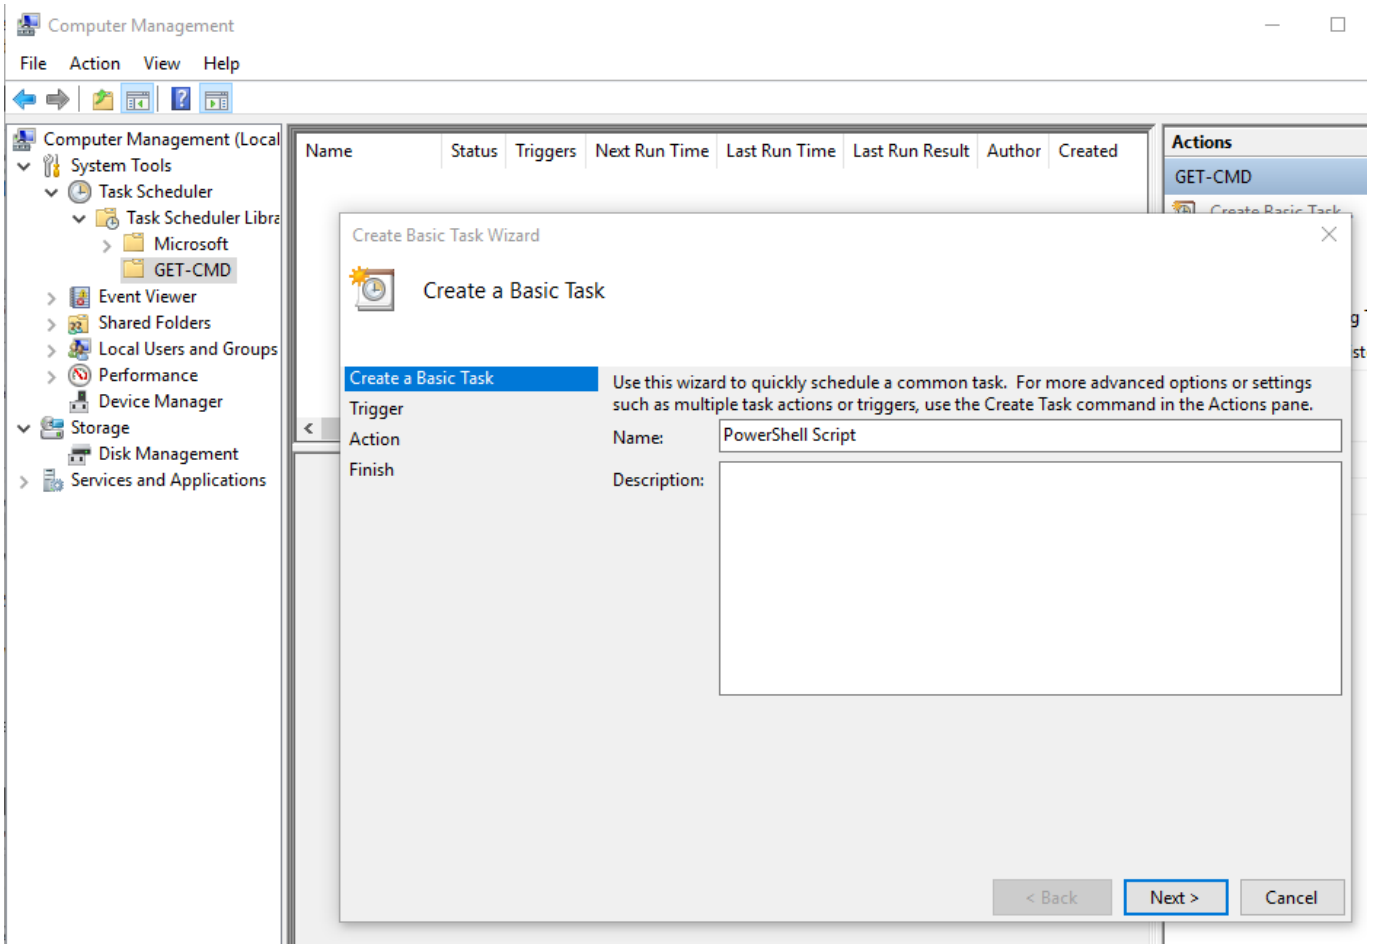 Computer Management
File Action View Help
Computer Management (Local
System Tools
Task Scheduler
Task Scheduler Libra
Microsoft
GET-CMD
Event Viewer
Shared Folders
Local Users and Groups
Performance
Device Manager
Storage
Disk Management
Services and Applications
Name Status Triggers Next Run Time Last Run Time Last Run Result Author Created
Actions
GET-CMD
Create Basic Task
Create Basic Task Wizard
Create a Basic Task
Create a Basic Task
Trigger
Action
Finish
Use this wizard to quickly schedule a common task. For more advanced options or settings
such as multiple task actions or triggers, use the Create Task command in the Actions pane.
Name: PowerShell Script
Description:
< Back Next > Cancel